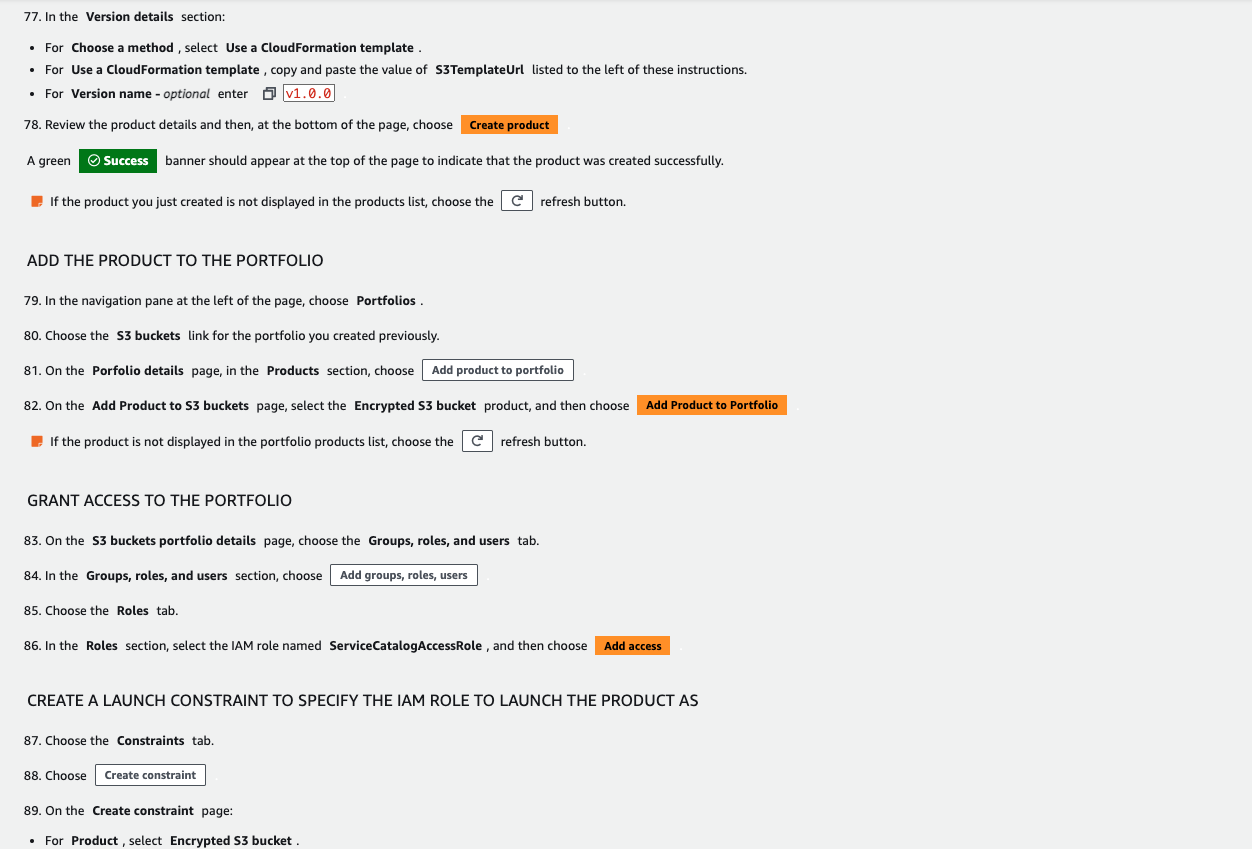 77. In the Version details section:
• For Choose a method , select Use a CloudFormation template .
• For Use a CloudFormation template , copy and paste the value of S3TemplateUrl listed to the left of these instructions.
• For Version name - optional enter v1.0.0 .
78. Review the product details and then, at the bottom of the page, choose Create product .
A green Success banner should appear at the top of the page to indicate that the product was created successfully.
If the product you just created is not displayed in the products list, choose the refresh button.
ADD THE PRODUCT TO THE PORTFOLIO
79. In the navigation pane at the left of the page, choose Portfolios .
80. Choose the S3 buckets link for the portfolio you created previously.
81. On the Porfolio details page, in the Products section, choose Add product to portfolio .
82. On the Add Product to S3 buckets page, select the Encrypted S3 bucket product, and then choose Add Product to Portfolio .
If the product is not displayed in the portfolio products list, choose the refresh button.
GRANT ACCESS TO THE PORTFOLIO
83. On the S3 buckets portfolio details page, choose the Groups, roles, and users tab.
84. In the Groups, roles, and users section, choose Add groups, roles, users .
85. Choose the Roles tab.
86. In the Roles section, select the IAM role named ServiceCatalogAccessRole , and then choose Add access .
CREATE A LAUNCH CONSTRAINT TO SPECIFY THE IAM ROLE TO LAUNCH THE PRODUCT AS
87. Choose the Constraints tab.
88. Choose Create constraint .
89. On the Create constraint page:
• For Product , select Encrypted S3 bucket .